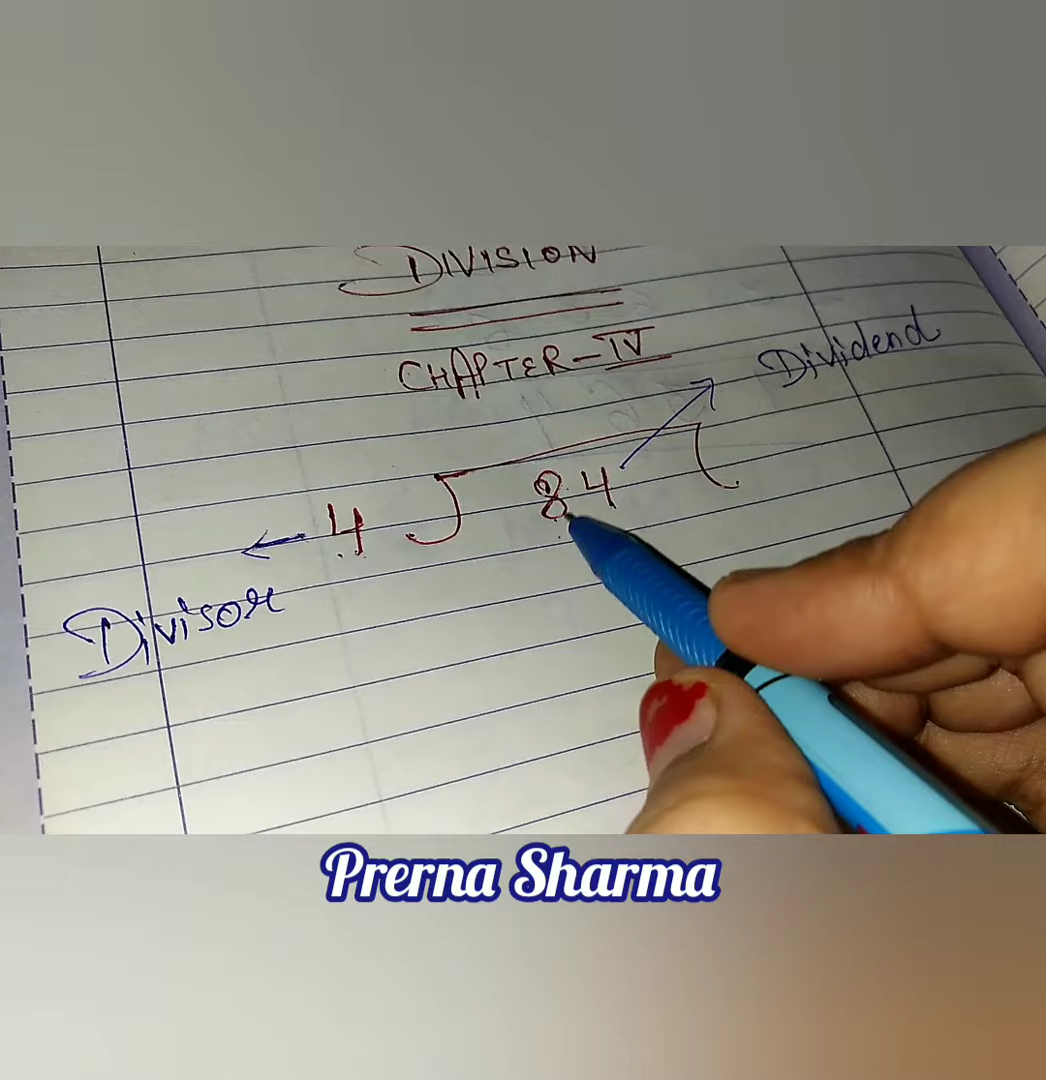 DIVISION
CHAPTER-IV
Dividend
4 84
Divisor
Prerna Sharma